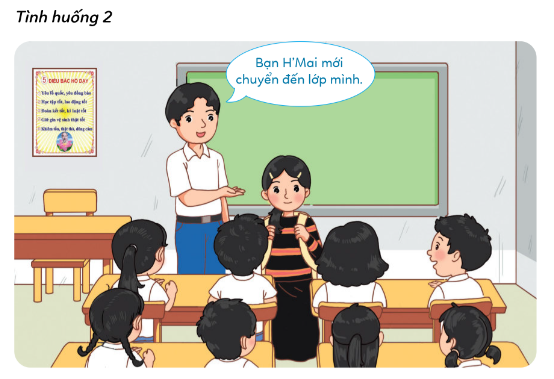 Tình huống 2
Bạn H'Mai mới
chuyển đến lớp mình.
5 ĐIỀU BÁC HỒ DẠY
Yêu Tổ quốc, yêu đồng bào
Học tập tốt, lao động tốt
Đoàn kết tốt, kỉ luật tốt
Giữ gìn vệ sinh thật tốt
Khiêm tốn, thật thà, dũng cảm